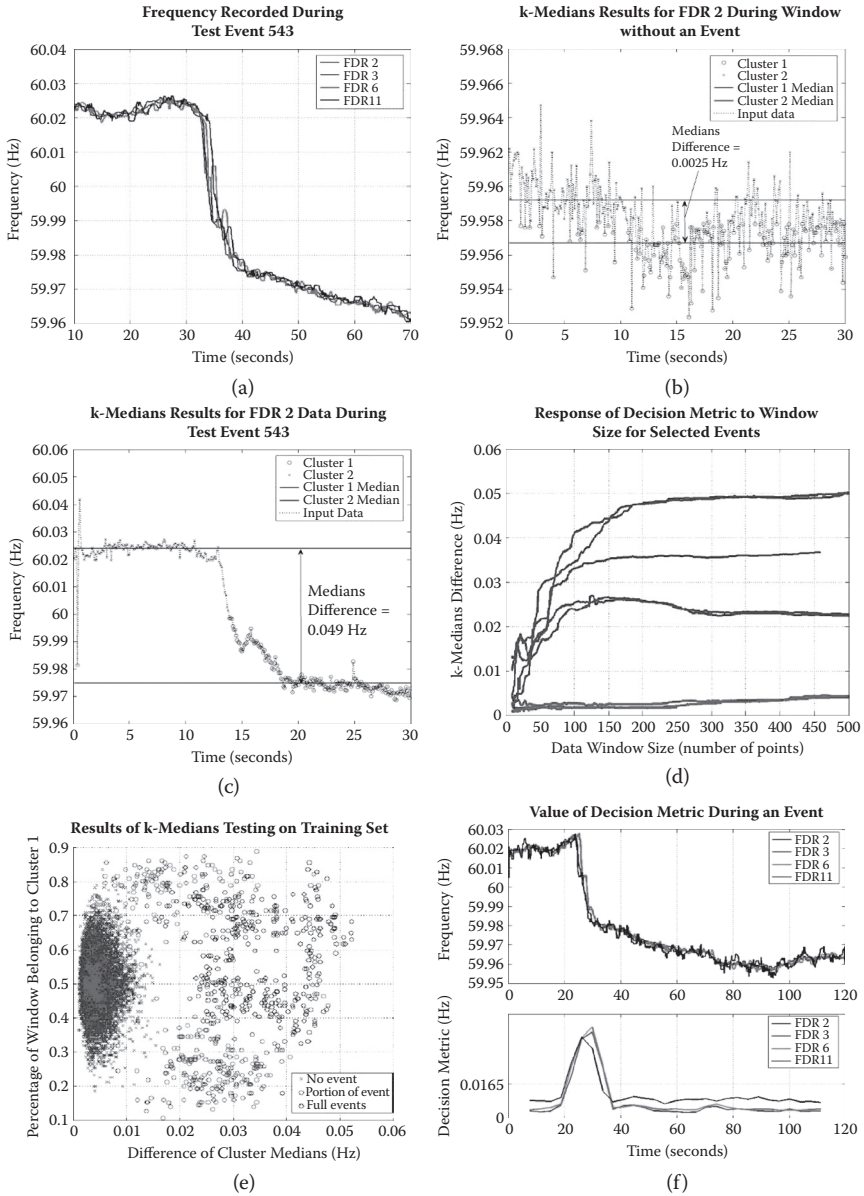 Frequency Recorded During
Test Event 543
60.04
60.03
60.02
60.01
60
59.99
59.98
59.97
59.96
Frequency (Hz)
FDR 2
FDR 3
FDR 6
FDR11
10 20 30 40 50 60 70
Time (seconds)
(a)
k-Medians Results for FDR 2 During Window
without an Event
59.968
59.966
59.964
59.962
59.96
59.958
59.956
59.954
59.952
Frequency (Hz)
Cluster 1
Cluster 2
Cluster 1 Median
Cluster 2 Median
Input data
Medians
Difference =
0.0025 Hz
0 5 10 15 20 25 30
Time (seconds)
(b)
k-Medians Results for FDR 2 Data During
Test Event 543
60.06
60.05
60.04
60.03
60.02
60.01
60
59.99
59.98
59.97
59.96
Frequency (Hz)
Cluster 1
Cluster 2
Cluster 1 Median
Cluster 2 Median
Input Data
Medians
Difference =
0.049 Hz
0 5 10 15 20 25 30
Time (seconds)
(c)
Response of Decision Metric to Window
Size for Selected Events
0.06
0.05
0.04
0.03
0.02
0.01
0
k-Medians Difference (Hz)
0 50 100 150 200 250 300 350 400 450 500
Data Window Size (number of points)
(d)
Results of k-Medians Testing on Training Set
0.9
0.8
0.7
0.6
0.5
0.4
0.3
0.2
0.1
Percentage of Window Belonging to Cluster 1
No event
Portion of event
Full events
0 0.01 0.02 0.03 0.04 0.05 0.06
Difference of Cluster Medians (Hz)
(e)
Value of Decision Metric During an Event
60.03
60.02
60.01
60
59.99
59.98
59.97
59.96
59.95
Frequency (Hz)
FDR 2
FDR 3
FDR 6
FDR11
0 20 40 60 80 100 120
Decision Metric (Hz)
0.0165
0
FDR 2
FDR 3
FDR 6
FDR11
0 20 40 60 80 100 120
Time (seconds)
(f)